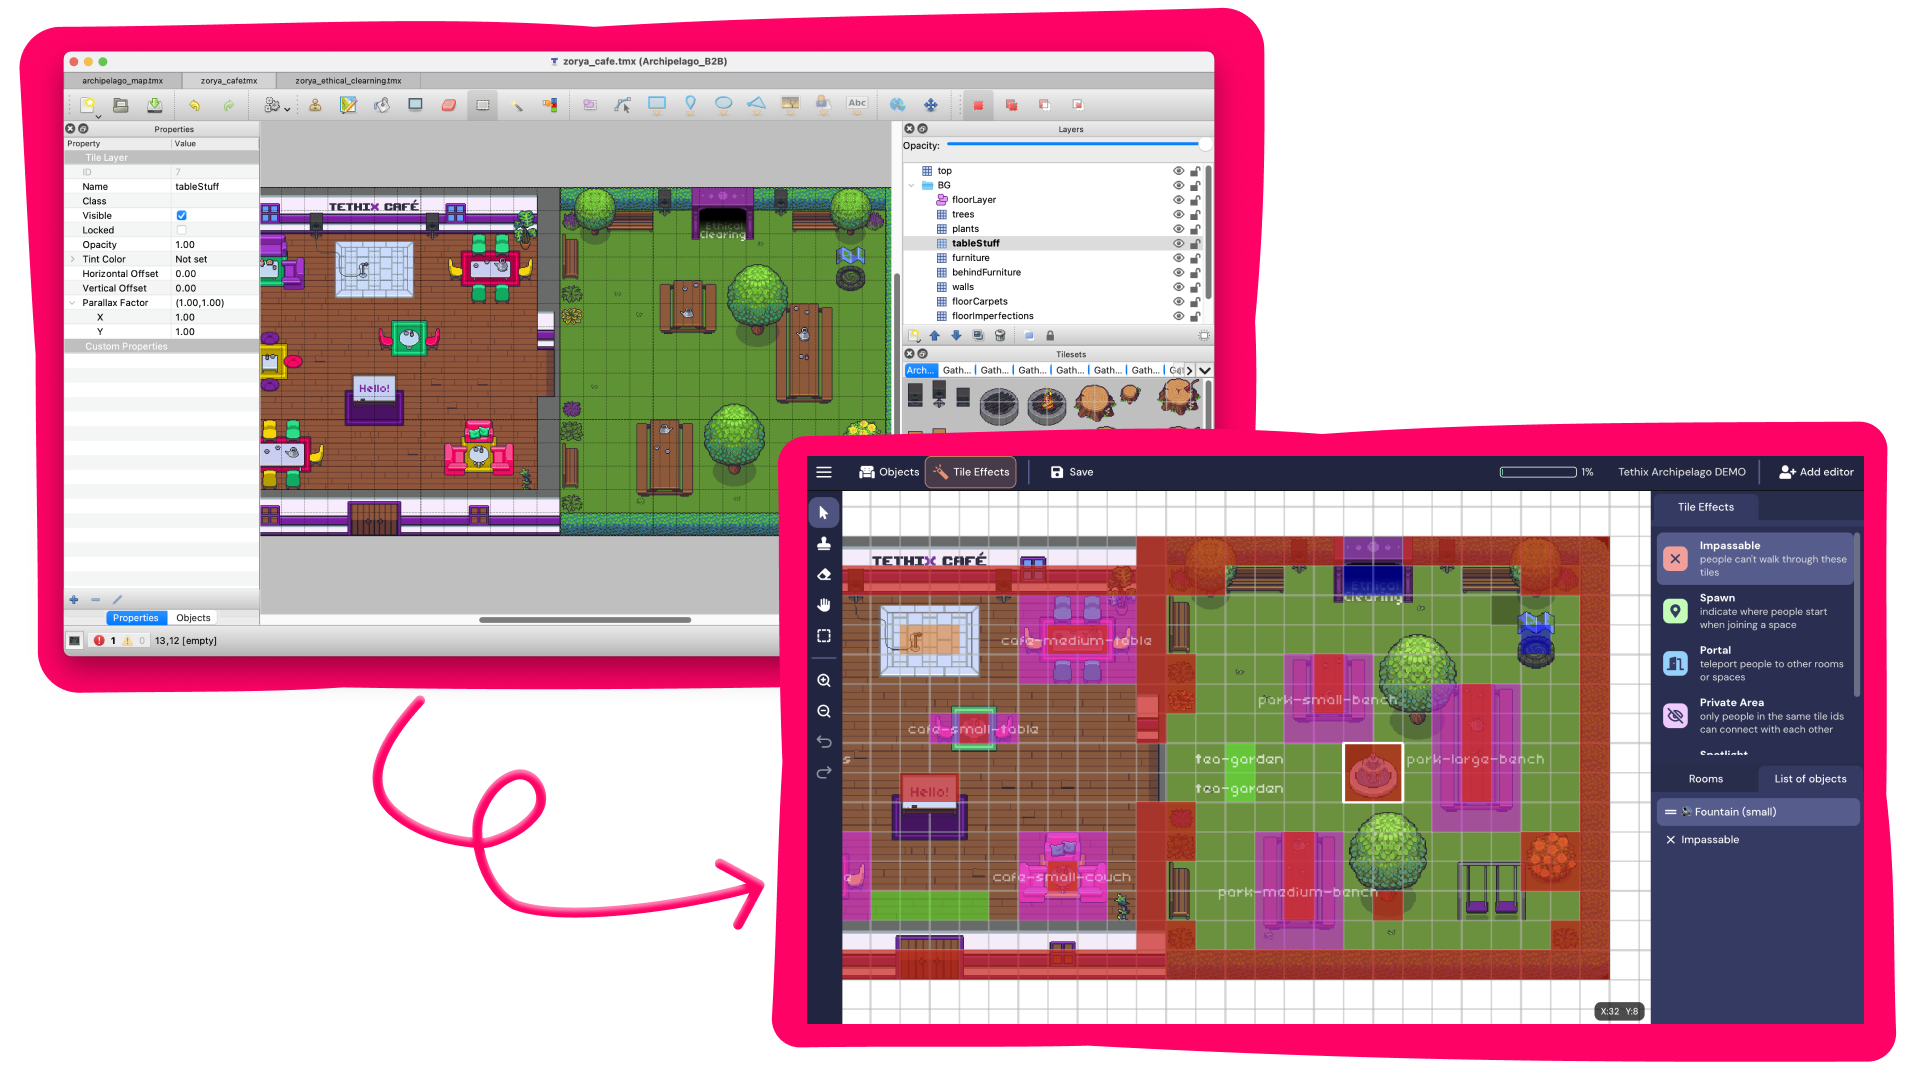 zorya_cafe.tmx (Archipelago_B2B)
archipelago_map.tmx
zorya_cafe.tmx
zorya_ethical_clearning.tmx
Abc
Properties
Property Value
Tile Layer
ID 7
Name tableStuff
Class
Visible
Locked
Opacity 1.00
Tint Color Not set
Horizontal Offset 0.00
Vertical Offset 0.00
Parallax Factor (1.00,1.00)
X 1.00
Y 1.00
Custom Properties
Properties Objects
1 0 13,12 [empty]
TETHIX CAFÉ
Ethical
Clearing
Hello!
Layers
Opacity:
top
BG
floorLayer
trees
plants
tableStuff
furniture
behindFurniture
walls
floorCarpets
floorImperfections
Tilesets
Arch... Gath... Gath... Gath... Gath... Gath... Gath...
Objects Tile Effects Save 1% Tethix Archipelago DEMO Add editor
TETHIX CAFÉ
Ethical
Clearing
cafe-medium-table
park-small-bench
cafe-small-table
s
tea-garden
park-large-bench
tea-garden
Hello!
e
cafe-small-couch
park-medium-bench
X:32 Y:8
Tile Effects
Impassable
people can't walk through these
tiles
Spawn
indicate where people start
when joining a space
Portal
teleport people to other rooms
or spaces
Private Area
only people in the same tile ids
can connect with each other
Spotlight
Rooms List of objects
Fountain (small)
Impassable